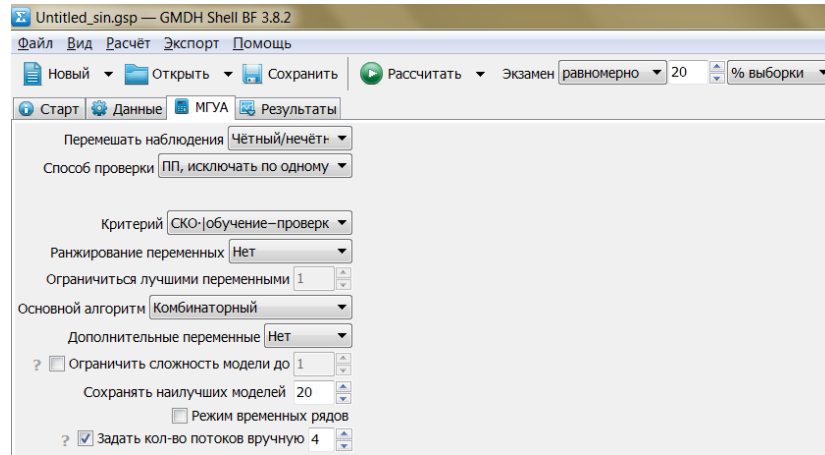 Untitled_sin.gsp — GMDH Shell BF 3.8.2
Файл Вид Расчёт Экспорт Помощь
Новый Открыть Сохранить Рассчитать Экзамен равномерно 20 % выборки
Старт Данные МГУА Результаты
Перемешать наблюдения Чётный/нечётн
Способ проверки ПП, исключать по одному
Критерий СКО·|обучение−проверк
Ранжирование переменных Нет
Ограничиться лучшими переменными 1
Основной алгоритм Комбинаторный
Дополнительные переменные Нет
? Ограничить сложность модели до 1
Сохранять наилучших моделей 20
Режим временных рядов
? Задать кол-во потоков вручную 4